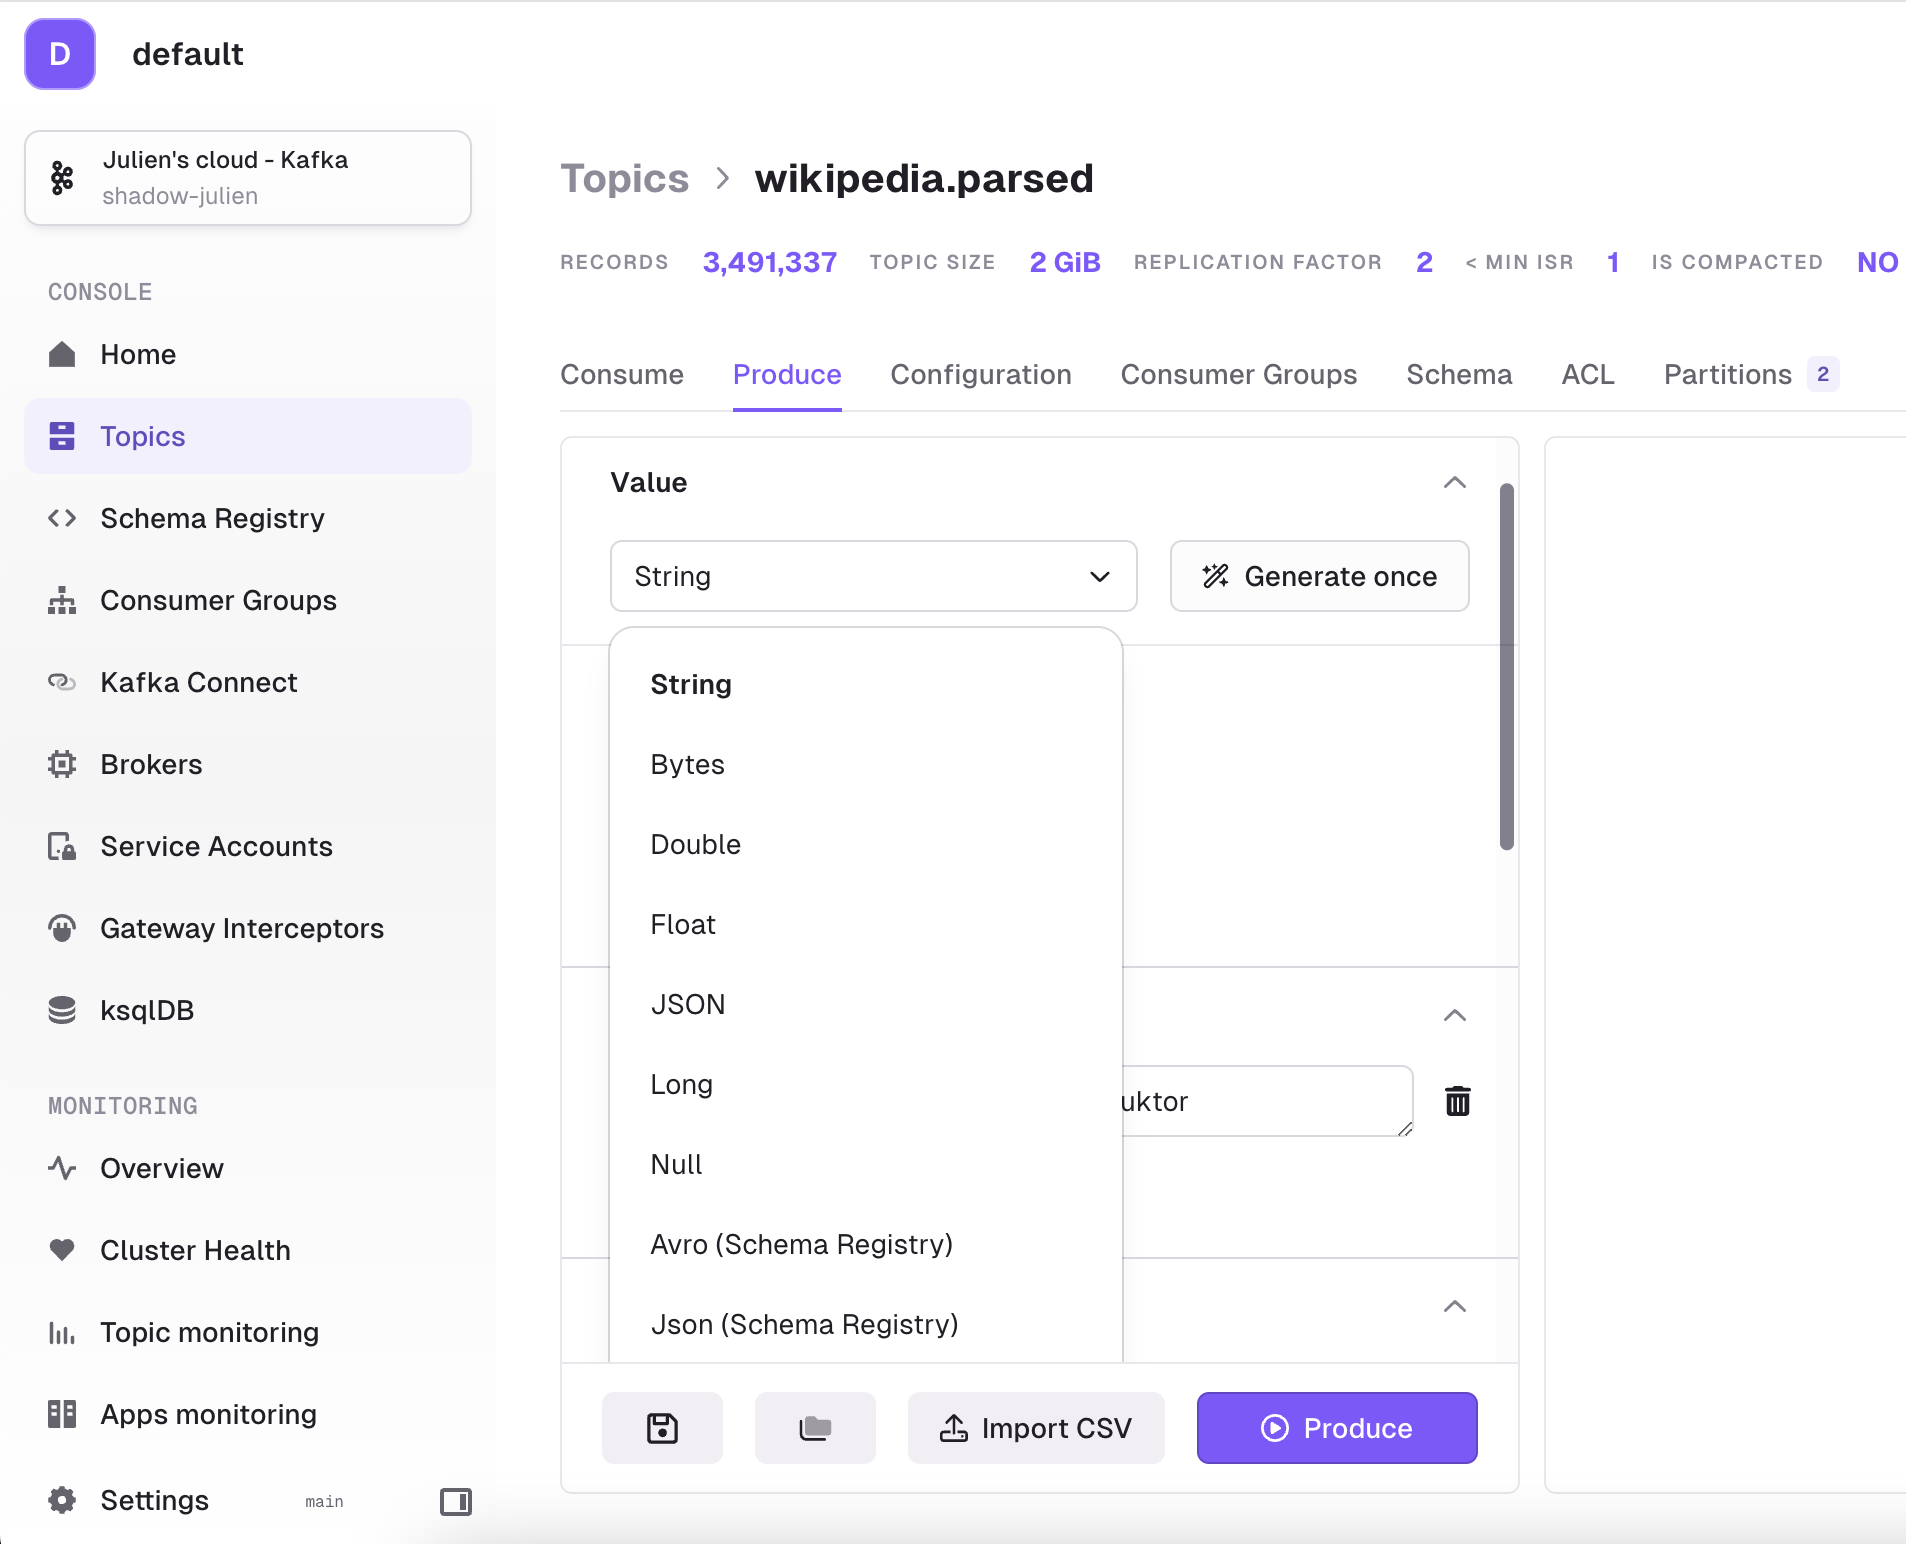 D
default
Julien's cloud - Kafka
shadow-julien
CONSOLE
Home
Topics
Schema Registry
Consumer Groups
Kafka Connect
Brokers
Service Accounts
Gateway Interceptors
ksqlDB
MONITORING
Overview
Cluster Health
Topic monitoring
Apps monitoring
Settings main
Topics > wikipedia.parsed
RECORDS 3,491,337 TOPIC SIZE 2 GiB REPLICATION FACTOR 2 < MIN ISR 1 IS COMPACTED NO
Consume Produce Configuration Consumer Groups Schema ACL Partitions 2
Value
String Generate once
String
Bytes
Double
Float
JSON
Long
uktor
Null
Avro (Schema Registry)
Json (Schema Registry)
Import CSV Produce